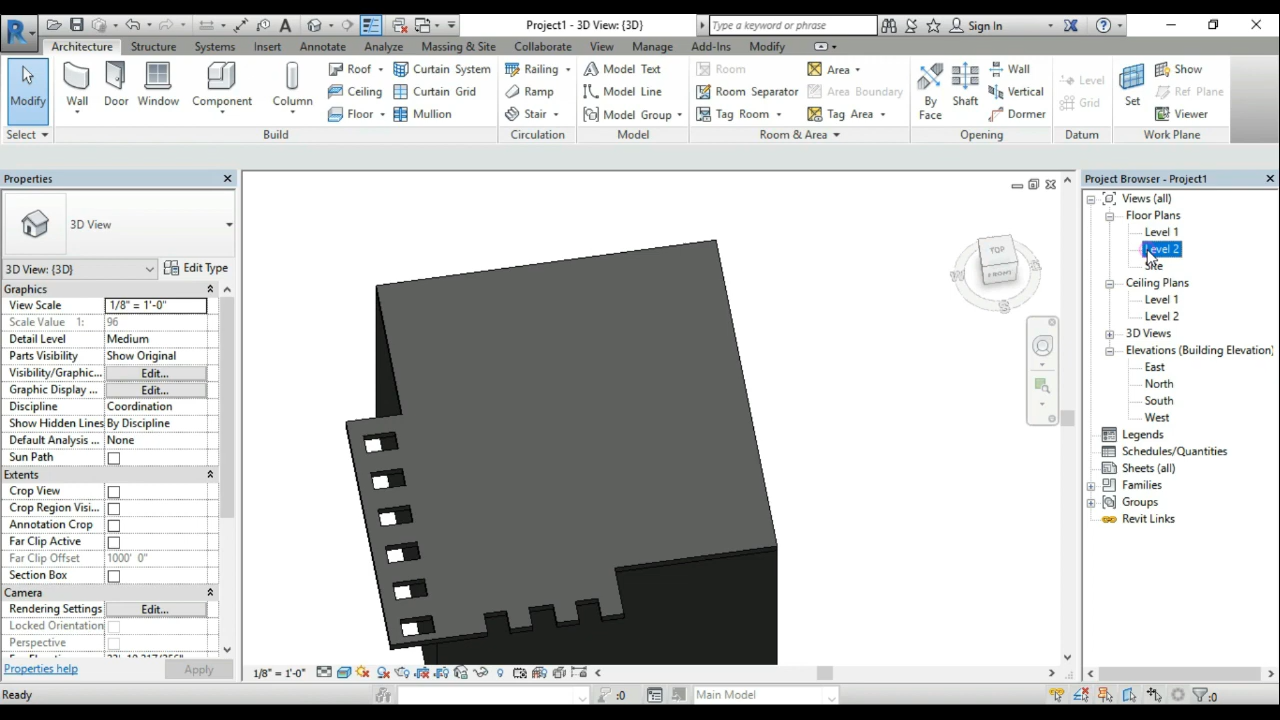 Project1 - 3D View: {3D}
Type a keyword or phrase
Sign In
Architecture Structure Systems Insert Annotate Analyze Massing & Site Collaborate View Manage Add-Ins Modify
Modify
Wall
Door
Window
Component
Column
Roof
Ceiling
Floor
Curtain System
Curtain Grid
Mullion
Railing
Ramp
Stair
Model Text
Model Line
Model Group
Room
Room Separator
Tag Room
Area
Area Boundary
Tag Area
By
Face
Shaft
Wall
Vertical
Dormer
Level
Grid
Set
Show
Ref Plane
Viewer
Select Build Circulation Model Room & Area Opening Datum Work Plane
Properties
3D View
3D View: {3D} Edit Type
Graphics
View Scale 1/8" = 1'-0"
Scale Value 1: 96
Detail Level Medium
Parts Visibility Show Original
Visibility/Graphic... Edit...
Graphic Display ... Edit...
Discipline Coordination
Show Hidden Lines By Discipline
Default Analysis ... None
Sun Path
Extents
Crop View
Crop Region Visi...
Annotation Crop
Far Clip Active
Far Clip Offset 1000' 0"
Section Box
Camera
Rendering Settings Edit...
Locked Orientation
Perspective
Properties help Apply
TOP
W
S
Project Browser - Project1
Views (all)
Floor Plans
Level 1
Level 2
Site
Ceiling Plans
Level 1
Level 2
3D Views
Elevations (Building Elevation)
East
North
South
West
Legends
Schedules/Quantities
Sheets (all)
Families
Groups
Revit Links
1/8" = 1'-0"
Ready
:0
Main Model
:0